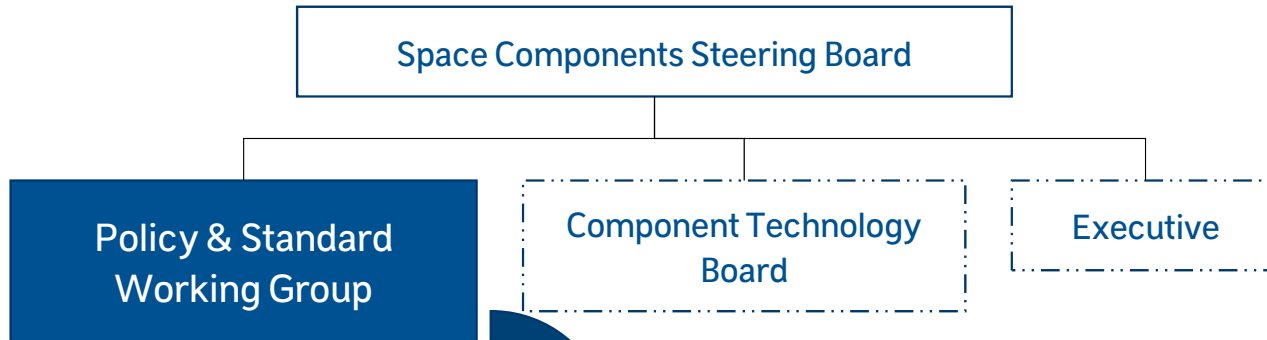 Space Components Steering Board
Policy & Standard
Working Group
Component Technology
Board
Executive